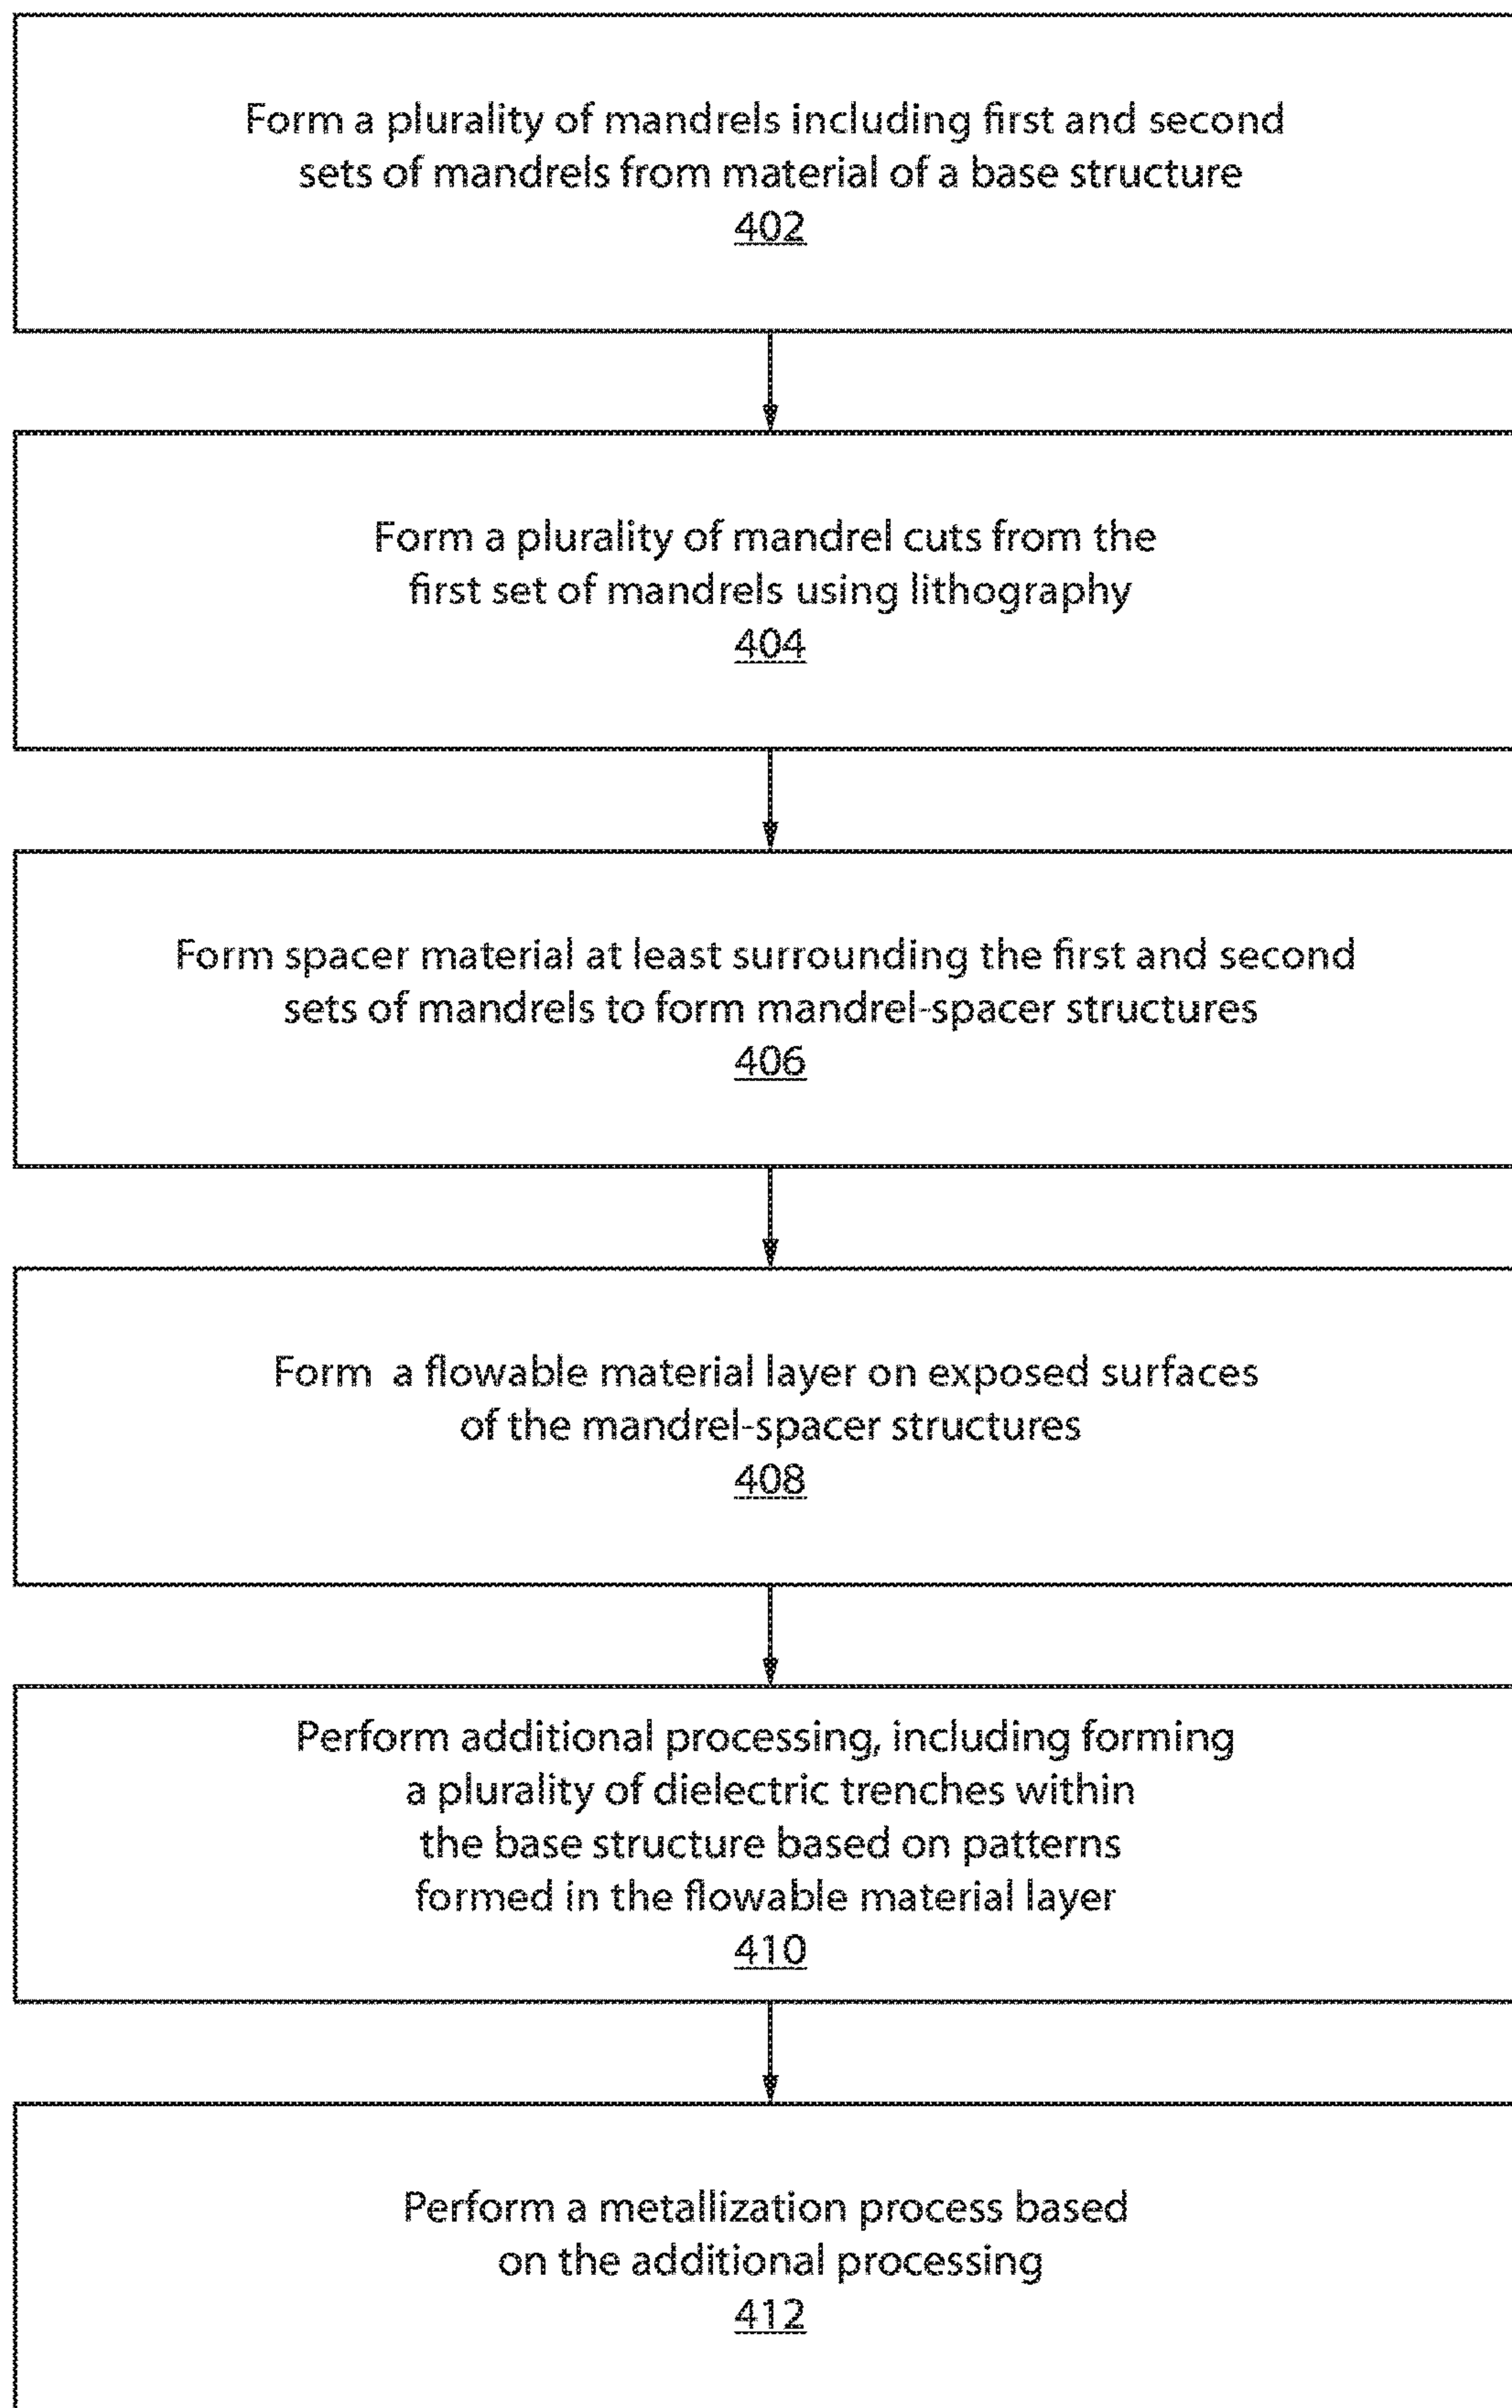 Form a plurality of mandrels including first and second
sets of mandrels from material of a base structure
402
Form a plurality of mandrel cuts from the
first set of mandrels using lithography
404
Form spacer material at least surrounding the first and second
sets of mandrels to form mandrel-spacer structures
406
Form a flowable material layer on exposed surfaces
of the mandrel-spacer structures
408
Perform additional processing, including forming
a plurality of dielectric trenches within
the base structure based on patterns
formed in the flowable material layer
410
Perform a metallization process based
on the additional processing
412